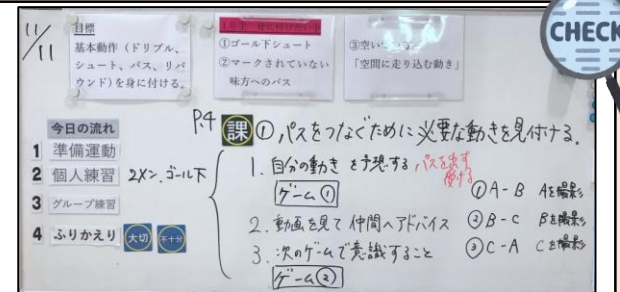 11/11
目標
基本動作（ドリブル、
シュート、パス、リバ
ウンド）を身に付ける。
①ゴール下シュート
②マークされていない
味方へのパス
「空間に走り込む動き」
CHECK
P.4 課 ①パスをつなぐために必要な動きを見付ける。
今日の流れ
1 準備運動
2 個人練習
3 グループ練習
4 ふりかえり 大切 不十分
2メン、ゴール下
1. 自分の動きを予想する
パスを出す
受ける
ゲーム①
2. 動画を見て仲間へアドバイス
3. 次のゲームで意識すること
ゲーム②
①A-B Aを撮影
②B-C Bを撮影
③C-A Cを撮影